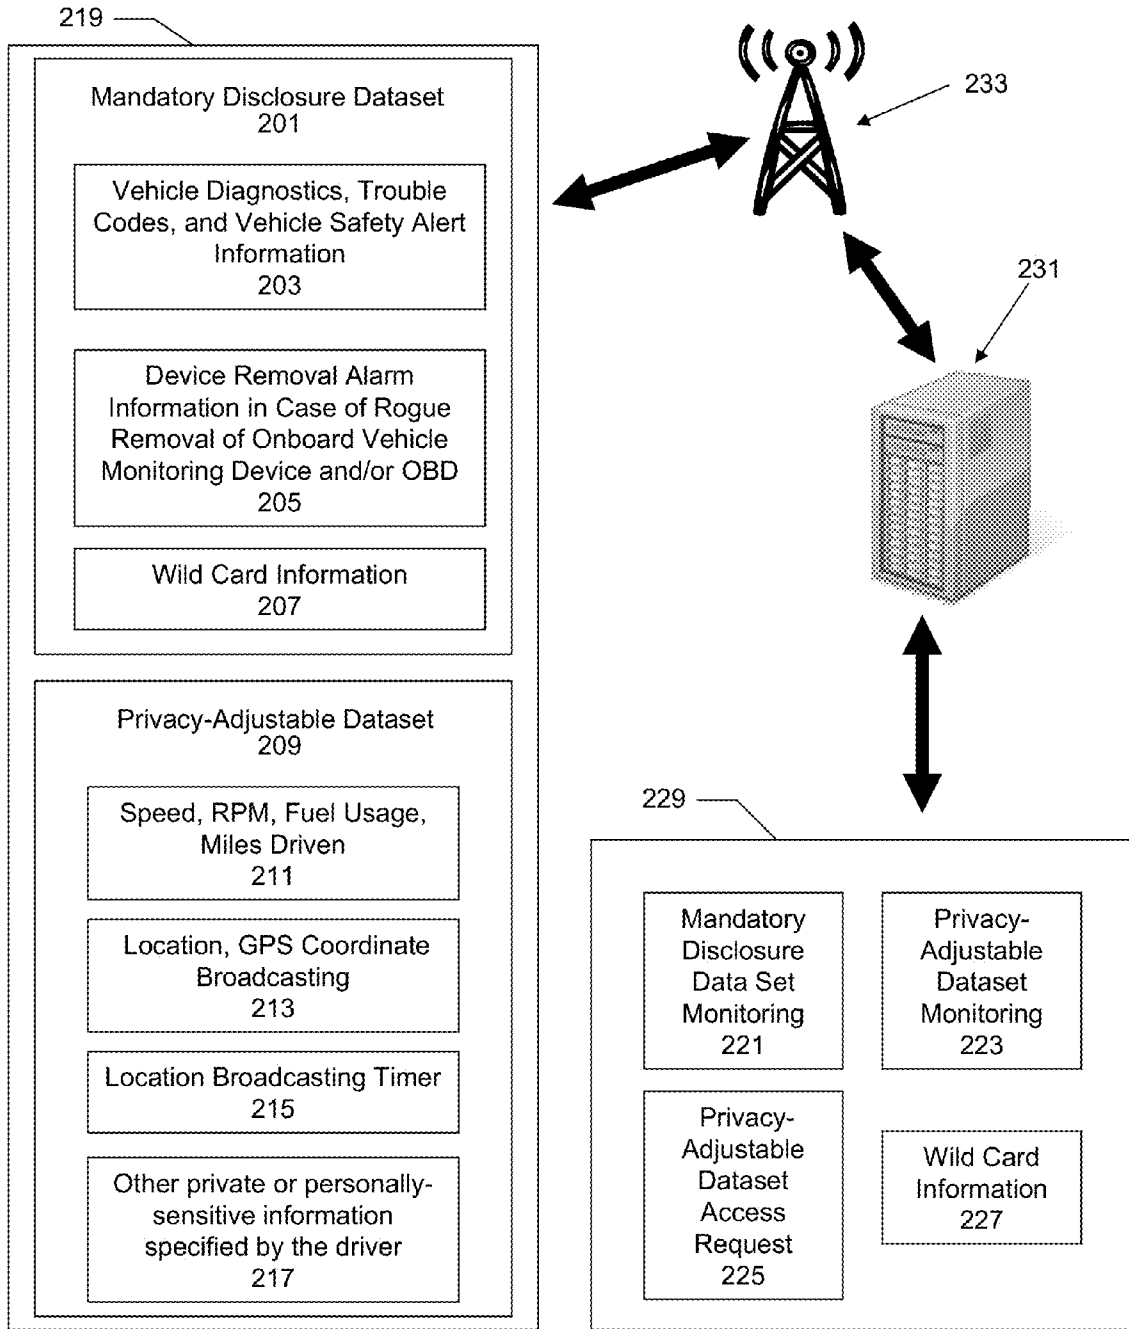 219
Mandatory Disclosure Dataset
201
Vehicle Diagnostics, Trouble
Codes, and Vehicle Safety Alert
Information
203
Device Removal Alarm
Information in Case of Rogue
Removal of Onboard Vehicle
Monitoring Device and/or OBD
205
Wild Card Information
207
Privacy-Adjustable Dataset
209
Speed, RPM, Fuel Usage,
Miles Driven
211
Location, GPS Coordinate
Broadcasting
213
Location Broadcasting Timer
215
Other private or personally-
sensitive information
specified by the driver
217
233
231
229
Mandatory
Disclosure
Data Set
Monitoring
221
Privacy-
Adjustable
Dataset
Monitoring
223
Privacy-
Adjustable
Dataset
Access
Request
225
Wild Card
Information
227